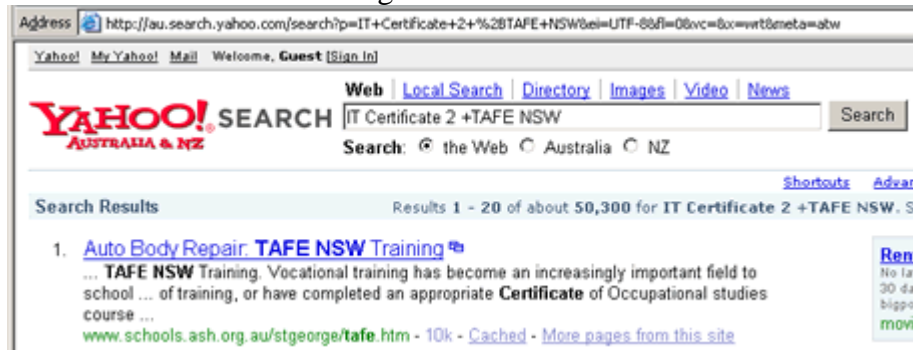 Address http://au.search.yahoo.com/search?p=IT+Certificate+2+%2BTAFE+NSW&ei=UTF-8&fl=0&vc=&x=wrt&meta=atw
Yahoo! My Yahoo! Mail Welcome, Guest [Sign In]
Web | Local Search | Directory | Images | Video | News
YAHOO! SEARCH IT Certificate 2 +TAFE NSW Search
AUSTRALIA & NZ Search: the Web Australia NZ
Shortcuts
Search Results Results 1 - 20 of about 50,300 for IT Certificate 2 +TAFE NSW.
1. Auto Body Repair: TAFE NSW Training
... TAFE NSW Training. Vocational training has become an increasingly important field to
school ... of training, or have completed an appropriate Certificate of Occupational studies
course ...
www.schools.ash.org.au/stgeorge/tafe.htm - 10k - Cached - More pages from this site